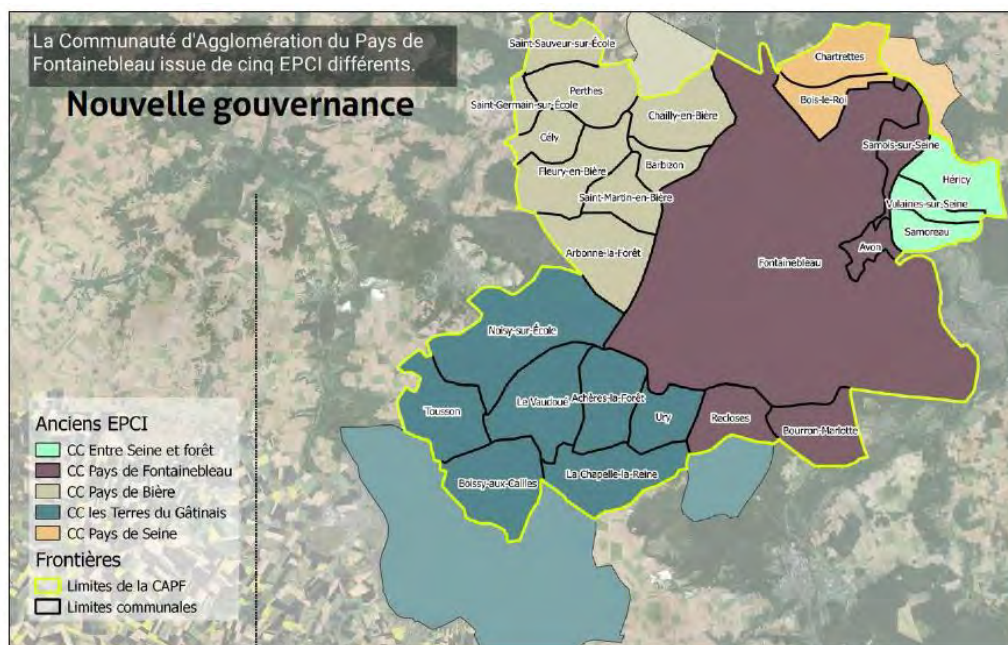 La Communauté d'Agglomération du Pays de
Fontainebleau issue de cinq EPCI différents.
Nouvelle gouvernance
Saint-Sauveur-sur-École
Perthes
Saint-Germain-sur-École
Chailly-en-Bière
Cély
Barbizon
Fleury-en-Bière
Saint-Martin-en-Bière
Arbonne-la-Forêt
Chartrettes
Bois-le-Roi
Samois-sur-Seine
Héricy
Vulaines-sur-Seine
Samoreau
Avon
Fontainebleau
Noisy-sur-École
Le Vaudoué
Achères-la-Forêt
Tousson
Ury
Recloses
Bourron-Marlotte
Boissy-aux-Cailles
La Chapelle-la-Reine
Anciens EPCI
CC Entre Seine et forêt
CC Pays de Fontainebleau
CC Pays de Bière
CC les Terres du Gâtinais
CC Pays de Seine
Frontières
Limites de la CAPF
Limites communales